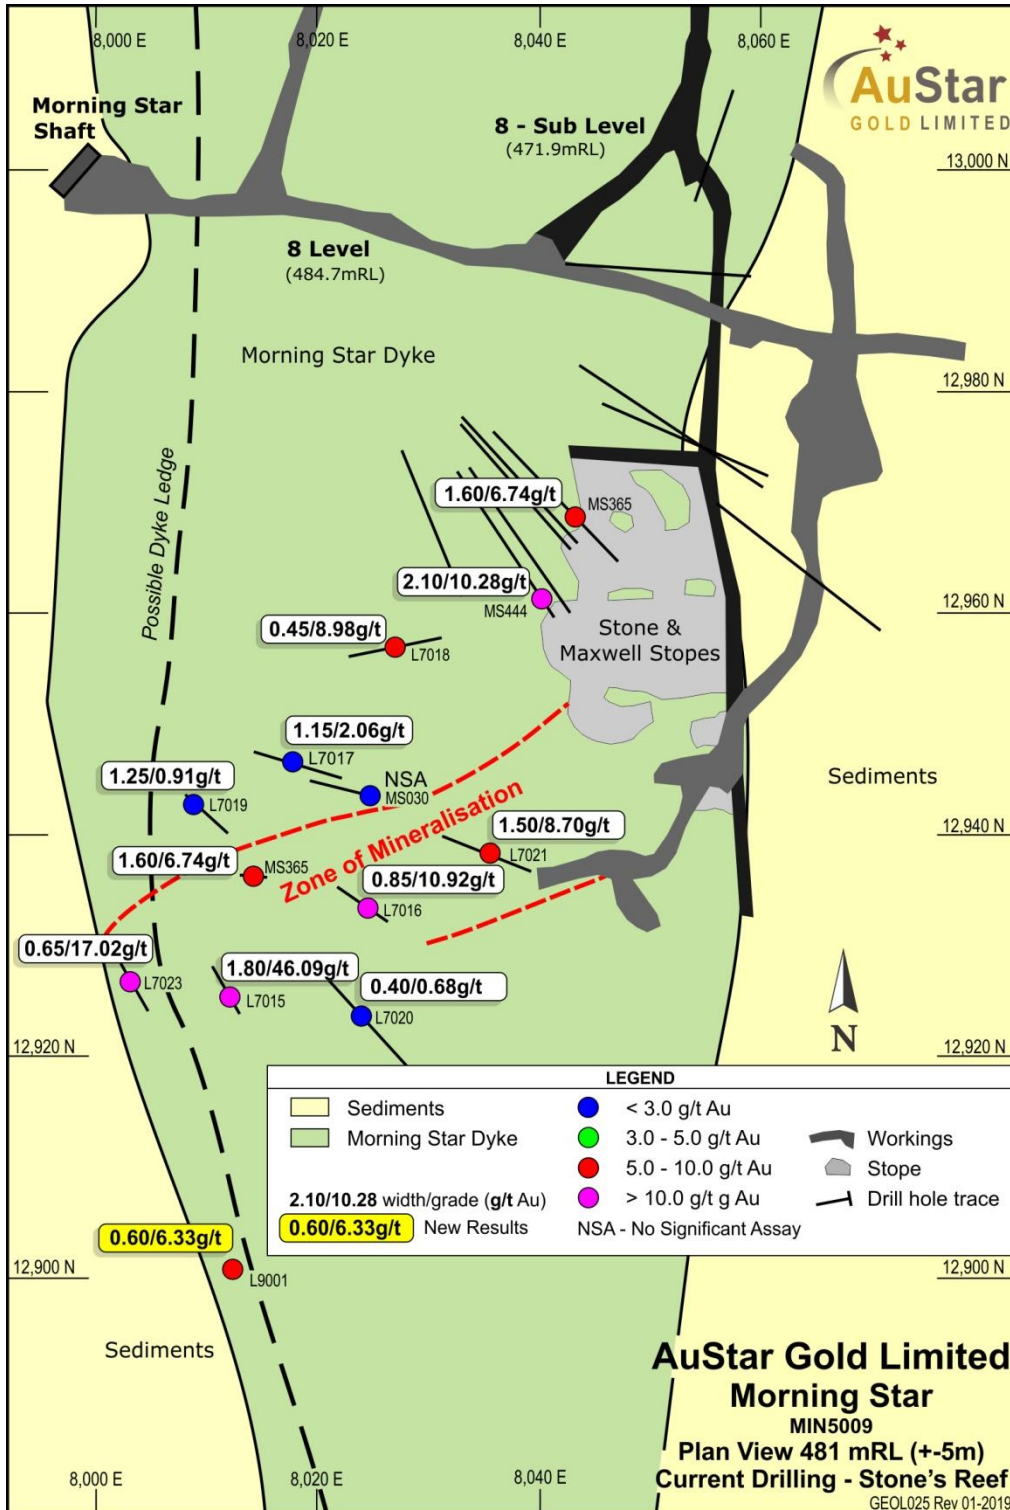 8,000 E
8,020 E
8,040 E
8,060 E
AuStar
GOLD LIMITED
Morning Star
Shaft
8 - Sub Level
(471.9mRL)
13,000 N
8 Level
(484.7mRL)
Morning Star Dyke
12,980 N
Possible Dyke Ledge
1.60/6.74g/t
MS365
2.10/10.28g/t
MS444
12,960 N
0.45/8.98g/t
L7018
Stone &
Maxwell Stopes
1.15/2.06g/t
L7017
NSA
MS030
1.25/0.91g/t
L7019
Sediments
Zone of Mineralisation
1.50/8.70g/t
L7021
12,940 N
1.60/6.74g/t
MS365
0.85/10.92g/t
L7016
0.65/17.02g/t
L7023
1.80/46.09g/t
L7015
0.40/0.68g/t
L7020
N
12,920 N
12,920 N
LEGEND
Sediments
Morning Star Dyke
< 3.0 g/t Au
3.0 - 5.0 g/t Au
5.0 - 10.0 g/t Au
> 10.0 g/t g Au
Workings
Stope
Drill hole trace
2.10/10.28 width/grade (g/t Au)
0.60/6.33g/t New Results
NSA - No Significant Assay
0.60/6.33g/t
L9001
12,900 N
12,900 N
Sediments
AuStar Gold Limited
Morning Star
MIN5009
Plan View 481 mRL (+-5m)
Current Drilling - Stone's Reef
GEOL025 Rev 01-2019
8,000 E
8,020 E
8,040 E